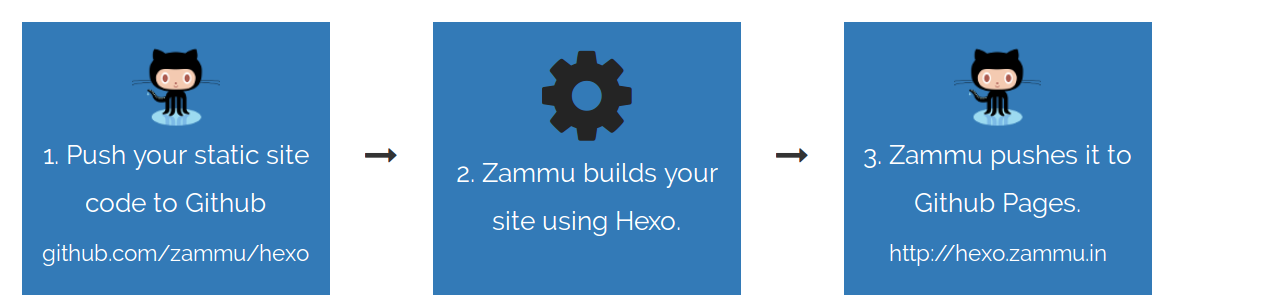 1. Push your static site
code to Github
github.com/zammu/hexo
2. Zammu builds your
site using Hexo.
3. Zammu pushes it to
Github Pages.
http://hexo.zammu.in